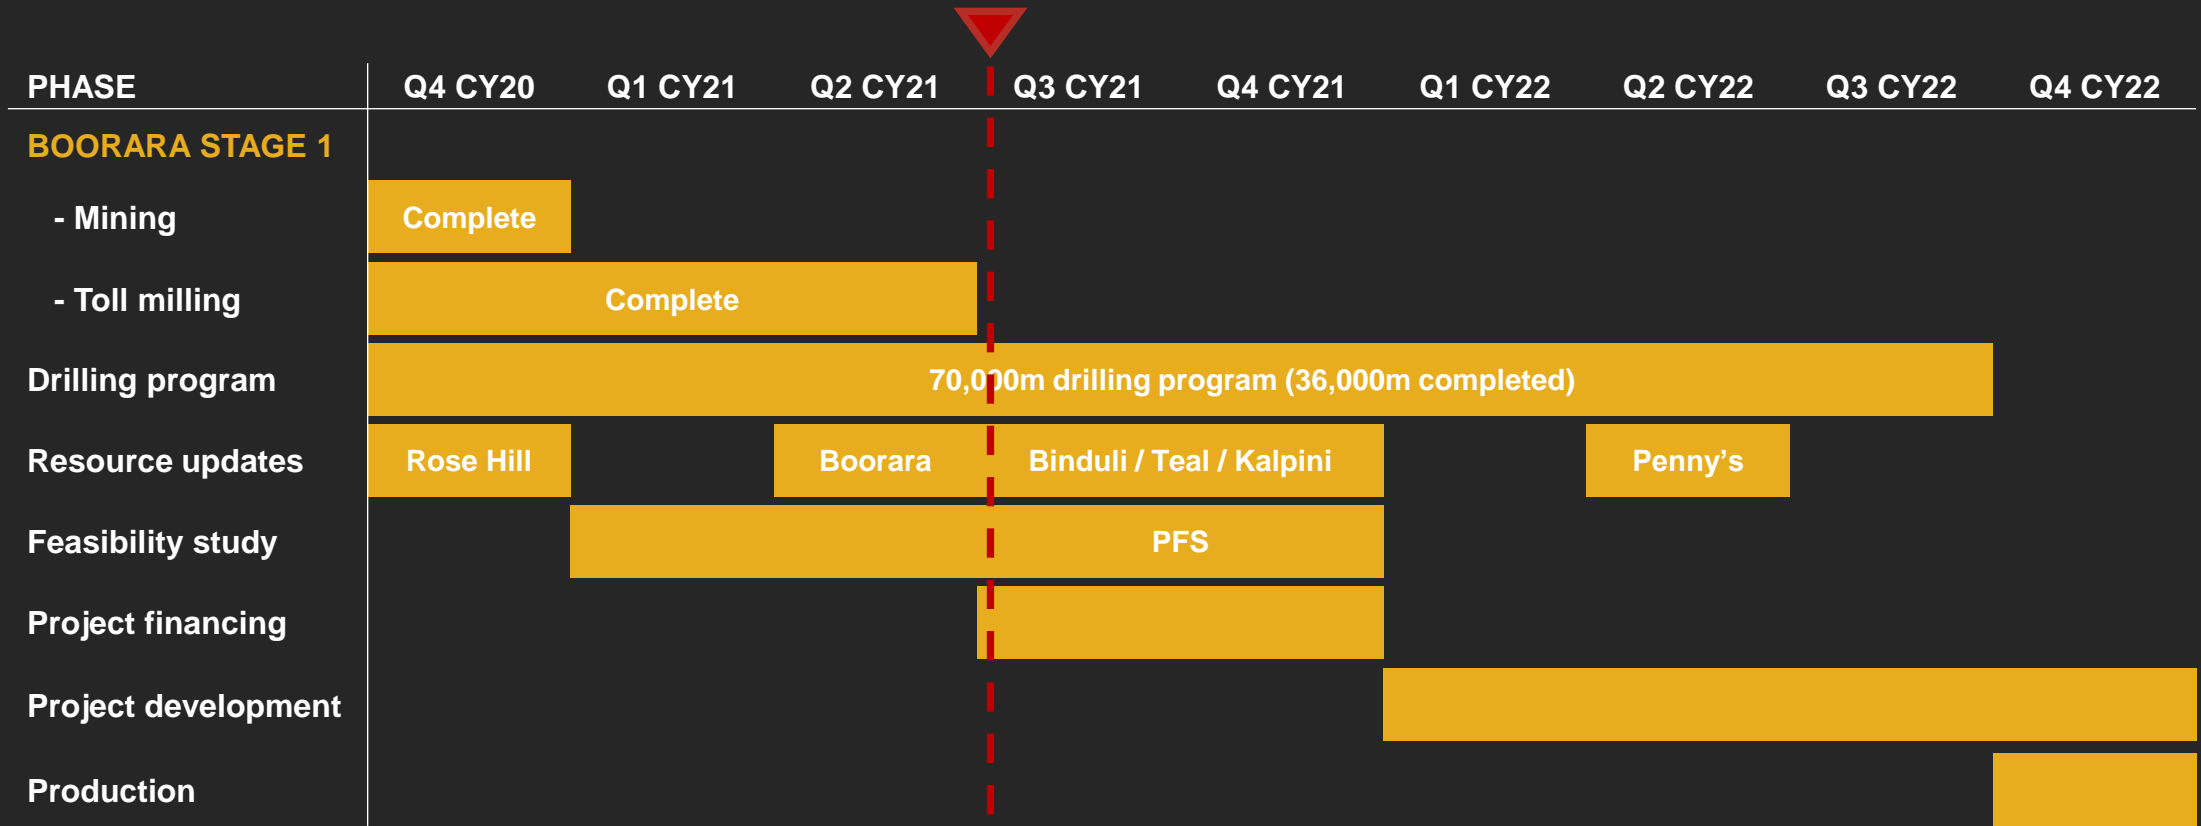 PHASE Q4 CY20 Q1 CY21 Q2 CY21 Q3 CY21 Q4 CY21 Q1 CY22 Q2 CY22 Q3 CY22 Q4 CY22
BOORARA STAGE 1
- Mining Complete
- Toll milling Complete
Drilling program 70,000m drilling program (36,000m completed)
Resource updates Rose Hill Boorara Binduli / Teal / Kalpini Penny’s
Feasibility study PFS
Project financing
Project development
Production